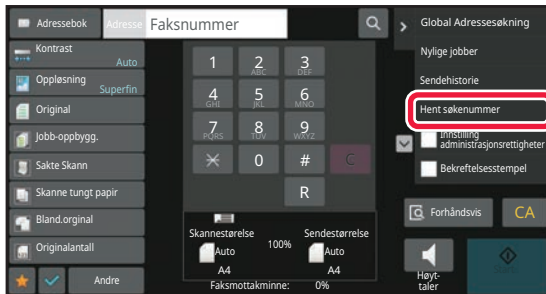 Adressebok
Adresse
Faksnummer
Kontrast
Auto
Oppløsning
Superfin
Original
Jobb-oppbygg.
Sakte Skann
Skanne tungt papir
Bland.orginal
Originalantall
Andre
1
2
ABC
3
DEF
4
GHI
5
JKL
6
MNO
7
PQRS
8
TUV
9
WXYZ
0
#
C
R
Skannestørelse
Auto
A4
100%
Sendestørrelse
Auto
A4
Faksmottakminne: 0%
Global Adressesøkning
Nylige jobber
Sendehistorie
Hent søkenummer
Innstilling
administrasjonsrettigheter
Bekreftelsesstempel
Forhåndsvis
CA
Høyt-
taler
Start